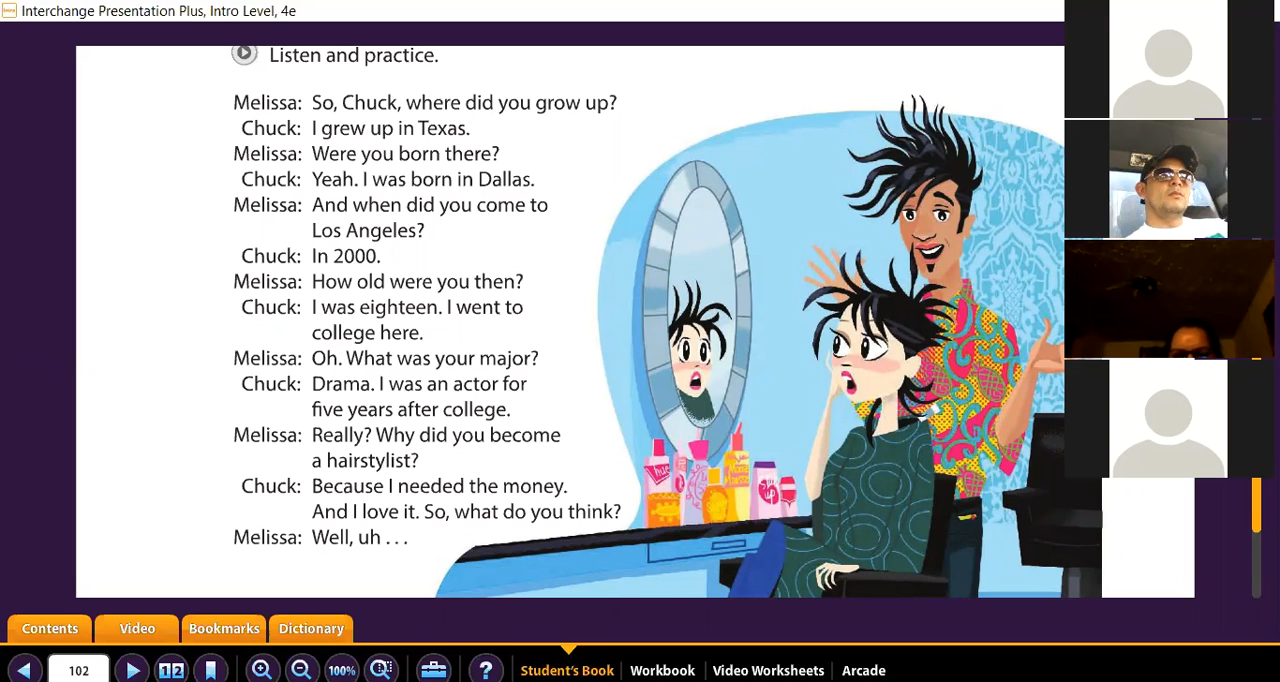 Interchange Presentation Plus, Intro Level, 4e
Listen and practice.
Melissa: So, Chuck, where did you grow up?
Chuck: I grew up in Texas.
Melissa: Were you born there?
Chuck: Yeah. I was born in Dallas.
Melissa: And when did you come to
Los Angeles?
Chuck: In 2000.
Melissa: How old were you then?
Chuck: I was eighteen. I went to
college here.
Melissa: Oh. What was your major?
Chuck: Drama. I was an actor for
five years after college.
Melissa: Really? Why did you become
a hairstylist?
Chuck: Because I needed the money.
And I love it. So, what do you think?
Melissa: Well, uh . . .
Contents Video Bookmarks Dictionary
102 1 2 100% ? Student's Book Workbook Video Worksheets Arcade